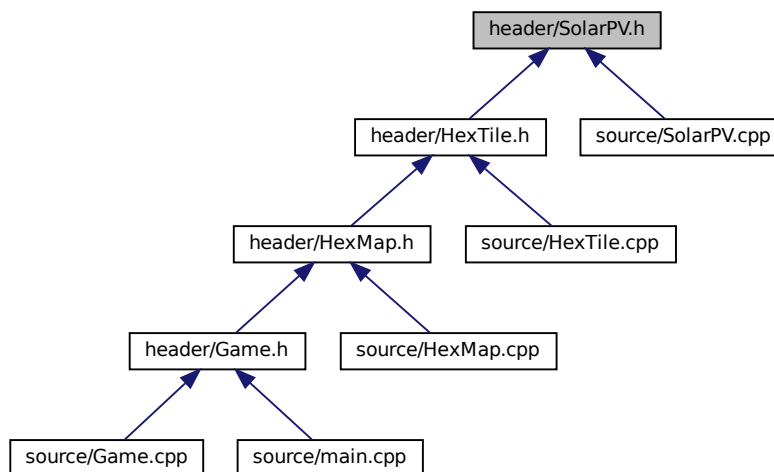 header/SolarPV.h
header/HexTile.h
source/SolarPV.cpp
header/HexMap.h
source/HexTile.cpp
header/Game.h
source/HexMap.cpp
source/Game.cpp
source/main.cpp